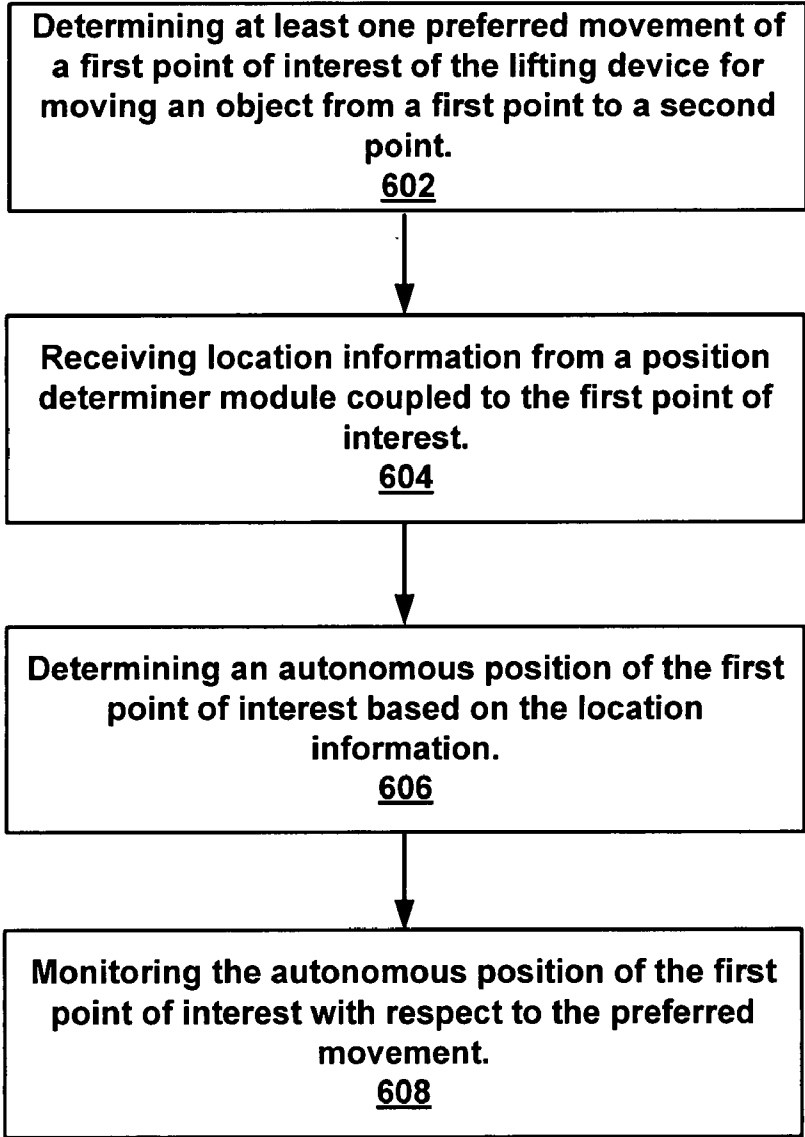 Determining at least one preferred movement of
a first point of interest of the lifting device for
moving an object from a first point to a second
point.
602
Receiving location information from a position
determiner module coupled to the first point of
interest.
604
Determining an autonomous position of the first
point of interest based on the location
information.
606
Monitoring the autonomous position of the first
point of interest with respect to the preferred
movement.
608